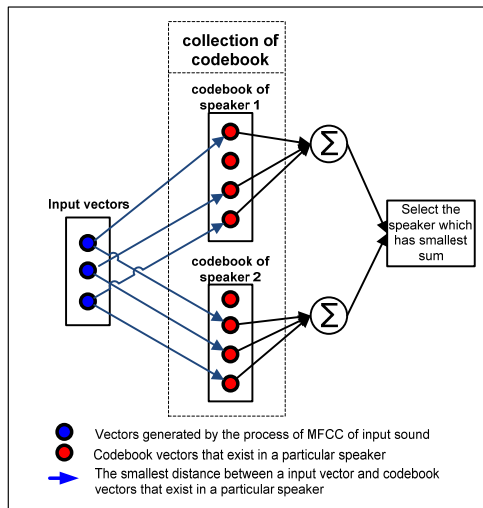 collection of
codebook
codebook of
speaker 1
Σ
Input vectors
Select the
speaker which
has smallest
sum
codebook of
speaker 2
Σ
Vectors generated by the process of MFCC of input sound
Codebook vectors that exist in a particular speaker
The smallest distance between a input vector and codebook
vectors that exist in a particular speaker